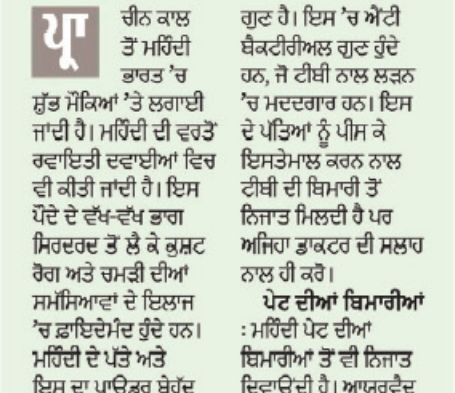 ਪ੍ਰਾ
ਚੀਨ ਕਾਲ
ਤੋਂ ਮਹਿੰਦੀ
ਭਾਰਤ ’ਚ
ਸ਼ੁੱਭ ਮੌਕਿਆਂ ’ਤੇ ਲਗਾਈ
ਜਾਂਦੀ ਹੈ। ਮਹਿੰਦੀ ਦੀ ਵਰਤੋਂ
ਰਵਾਇਤੀ ਦਵਾਈਆਂ ਵਿਚ
ਵੀ ਕੀਤੀ ਜਾਂਦੀ ਹੈ। ਇਸ
ਪੌਦੇ ਦੇ ਵੱਖ-ਵੱਖ ਭਾਗ
ਸਿਰਦਰਦ ਤੋਂ ਲੈ ਕੇ ਕੁਸ਼ਟ
ਰੋਗ ਅਤੇ ਚਮੜੀ ਦੀਆਂ
ਸਮੱਸਿਆਵਾਂ ਦੇ ਇਲਾਜ
’ਚ ਫ਼ਾਇਦੇਮੰਦ ਹੁੰਦੇ ਹਨ।
ਮਹਿੰਦੀ ਦੇ ਪੱਤੇ ਅਤੇ
ਇਸ ਦਾ ਪਾਊਡਰ ਬੇਹੱਦ
ਗੁਣ ਹੈ। ਇਸ ’ਚ ਐਂਟੀ
ਬੈਕਟੀਰੀਅਲ ਗੁਣ ਹੁੰਦੇ
ਹਨ, ਜੋ ਟੀਬੀ ਨਾਲ ਲੜਨ
’ਚ ਮਦਦਗਾਰ ਹਨ। ਇਸ
ਦੇ ਪੱਤਿਆਂ ਨੂੰ ਪੀਸ ਕੇ
ਇਸਤੇਮਾਲ ਕਰਨ ਨਾਲ
ਟੀਬੀ ਦੀ ਬਿਮਾਰੀ ਤੋਂ
ਨਿਜਾਤ ਮਿਲਦੀ ਹੈ ਪਰ
ਅਜਿਹਾ ਡਾਕਟਰ ਦੀ ਸਲਾਹ
ਨਾਲ ਹੀ ਕਰੋ।
ਪੇਟ ਦੀਆਂ ਬਿਮਾਰੀਆਂ
: ਮਹਿੰਦੀ ਪੇਟ ਦੀਆਂ
ਬਿਮਾਰੀਆਂ ਤੋਂ ਵੀ ਨਿਜਾਤ
ਦਿਵਾਉਂਦੀ ਹੈ। ਆਯੁਰਵੈਦ